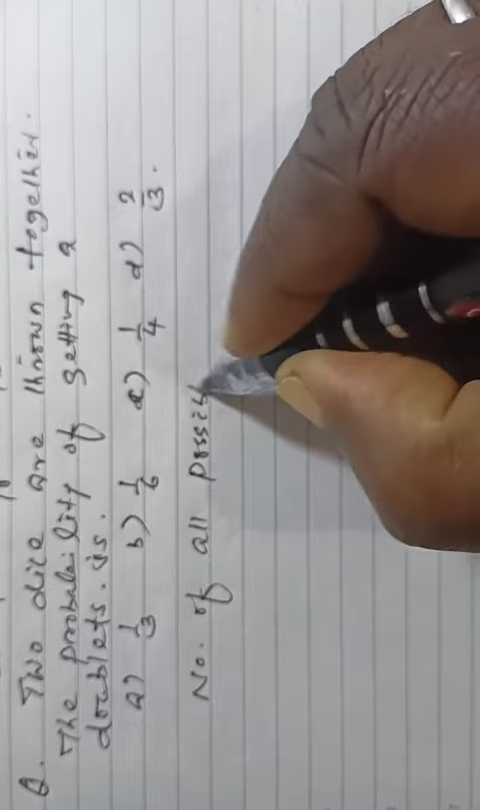 Q. Two dice are thrown together.
The probability of getting a
doublets. is.
a) 1/3 b) 1/6 c) 1/4 d) 2/3.
No. of all possib